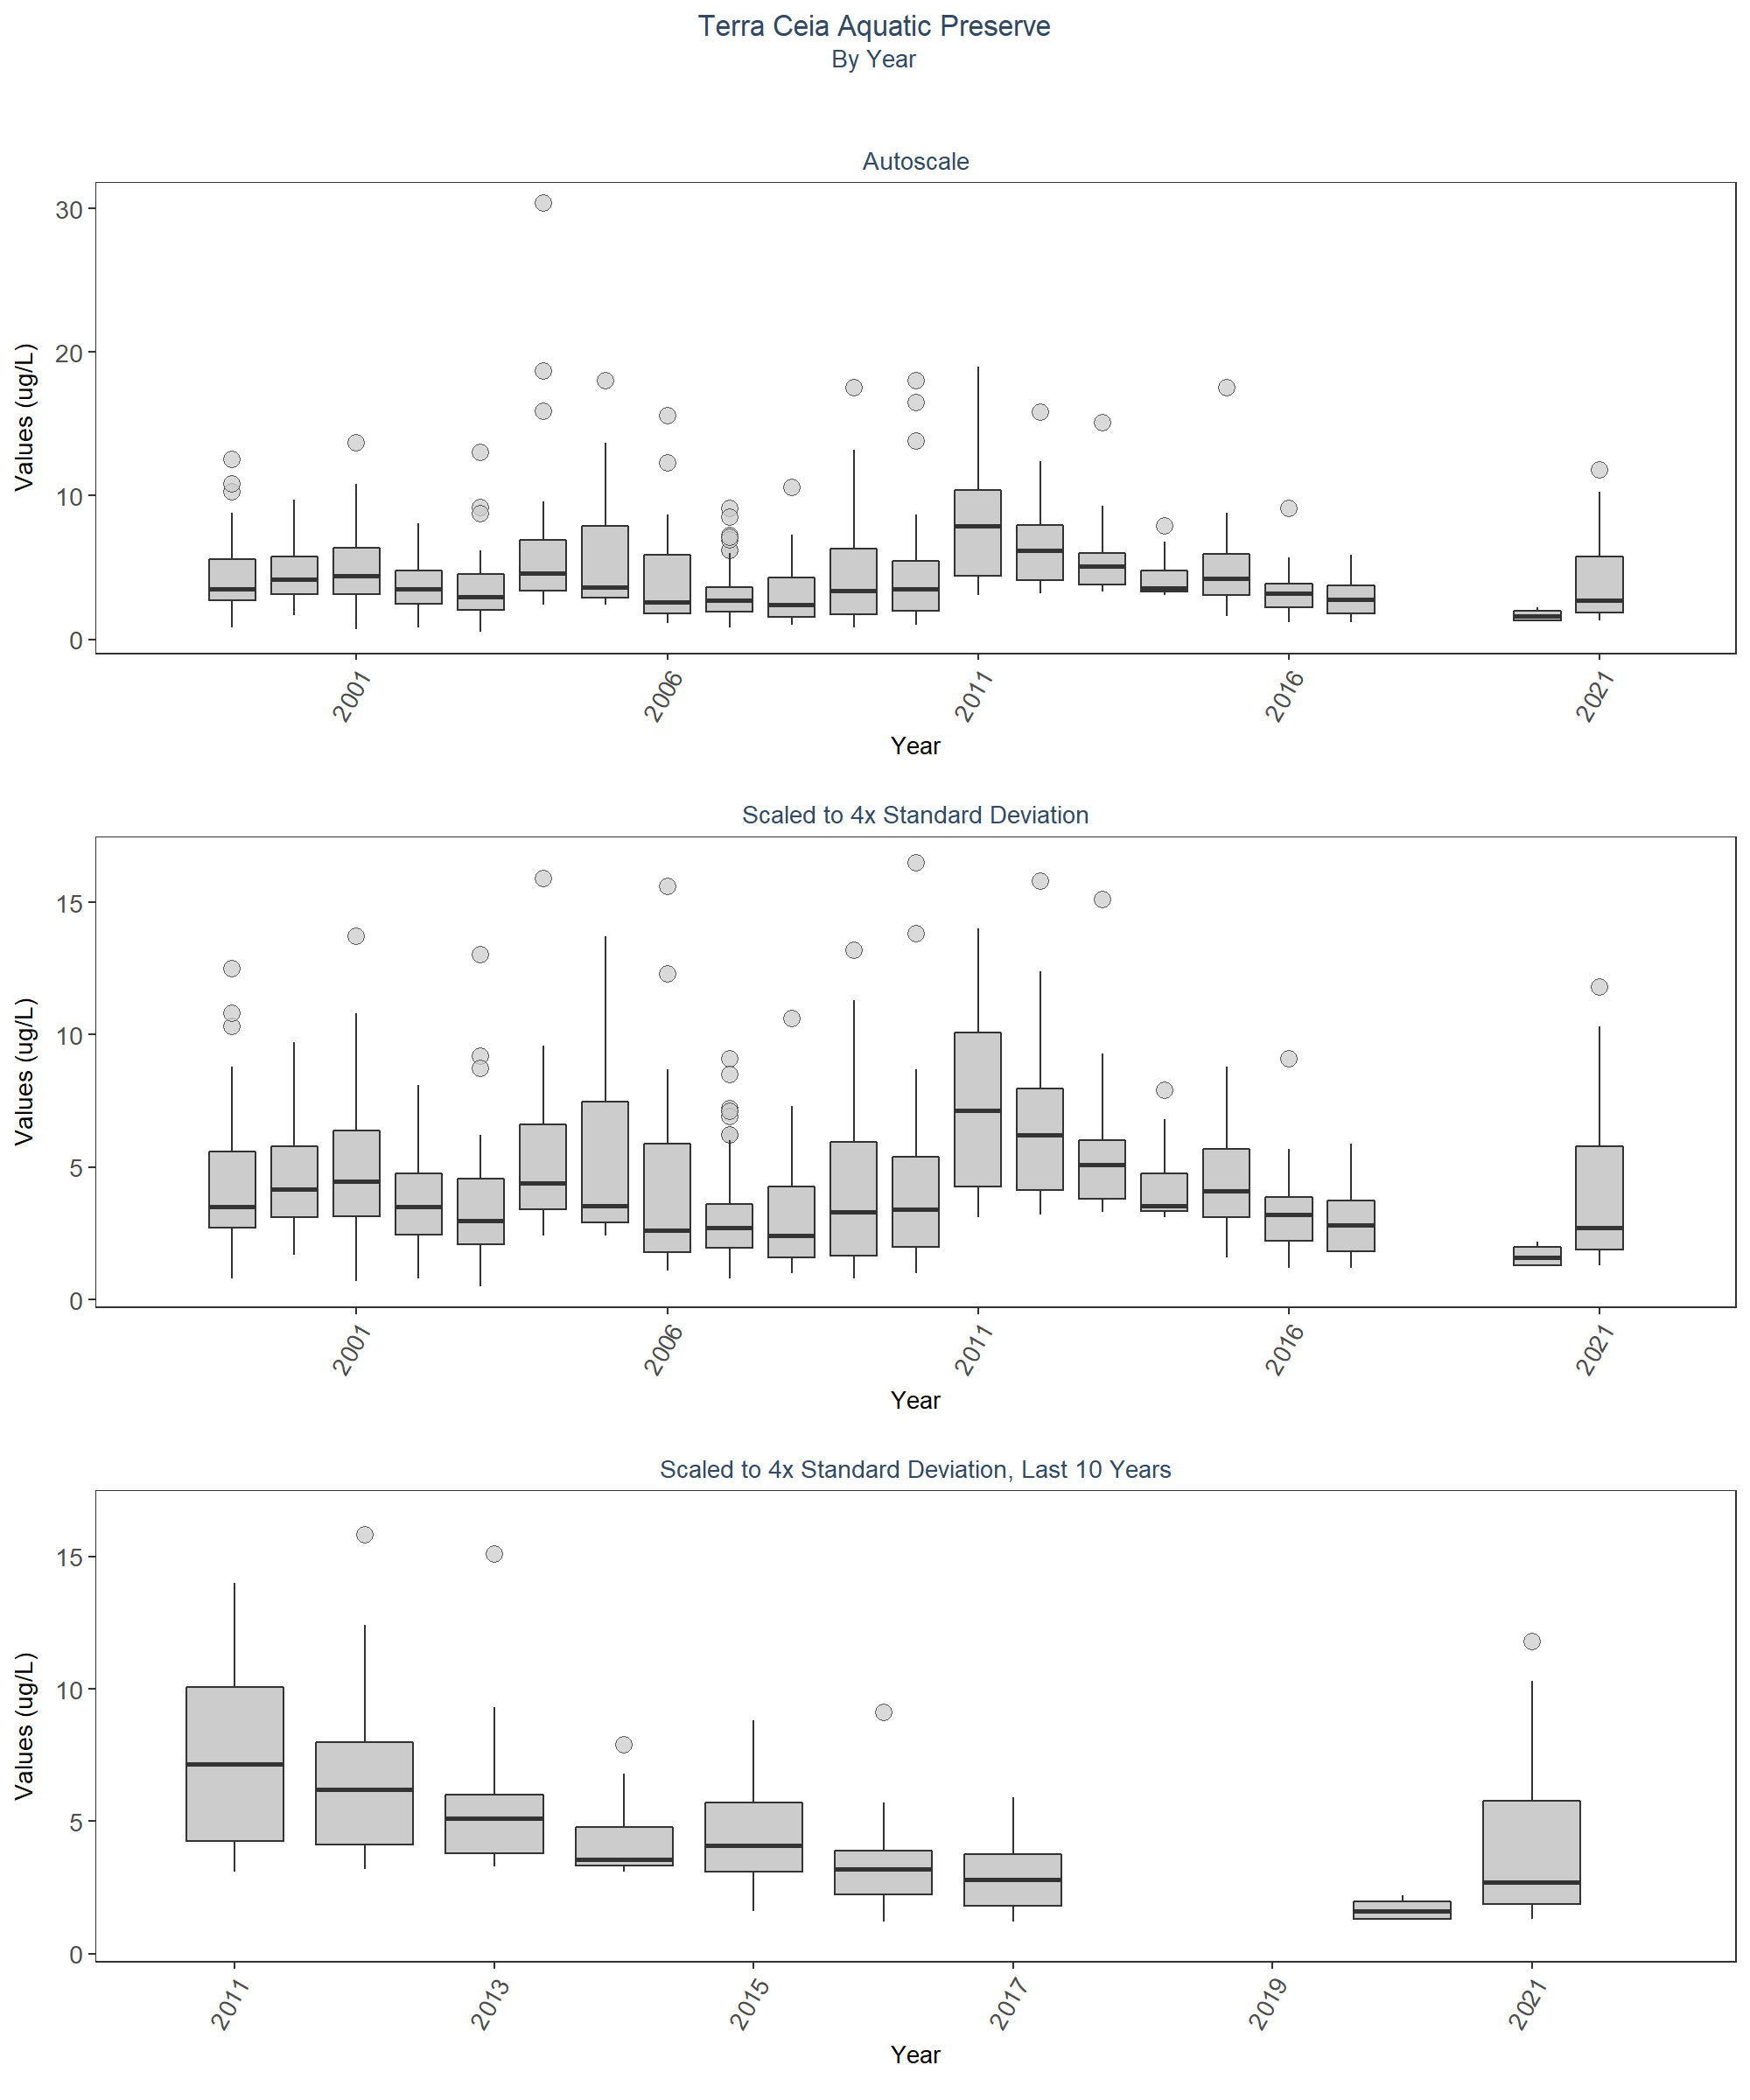 Terra Ceia Aquatic Preserve
By Year
Autoscale
30
20
10
0
Values (ug/L)
2001 2006 2011 2016 2021
Year
Scaled to 4x Standard Deviation
15
10
5
0
Values (ug/L)
2001 2006 2011 2016 2021
Year
Scaled to 4x Standard Deviation, Last 10 Years
15
10
5
0
Values (ug/L)
2011 2013 2015 2017 2019 2021
Year